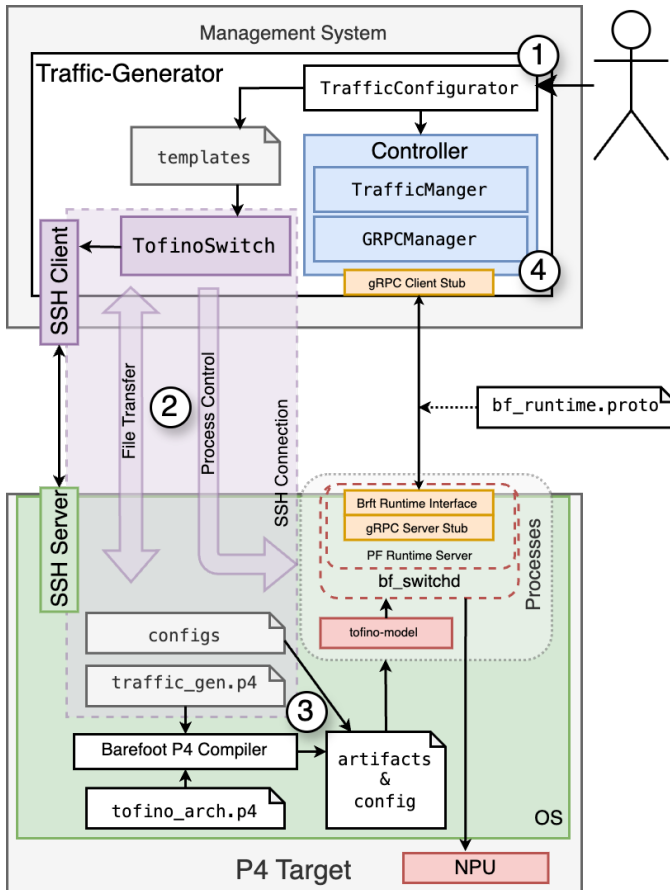 Management System
Traffic-Generator
1
TrafficConfigurator
templates
Controller
TrafficManger
GRPCManager
TofinoSwitch
4
gRPC Client Stub
SSH Client
File Transfer
2
Process Control
SSH Connection
bf_runtime.proto
SSH Server
Brft Runtime Interface
gRPC Server Stub
PF Runtime Server
bf_switchd
Processes
tofino-model
configs
traffic_gen.p4
3
Barefoot P4 Compiler
artifacts
&
config
tofino_arch.p4
OS
P4 Target
NPU